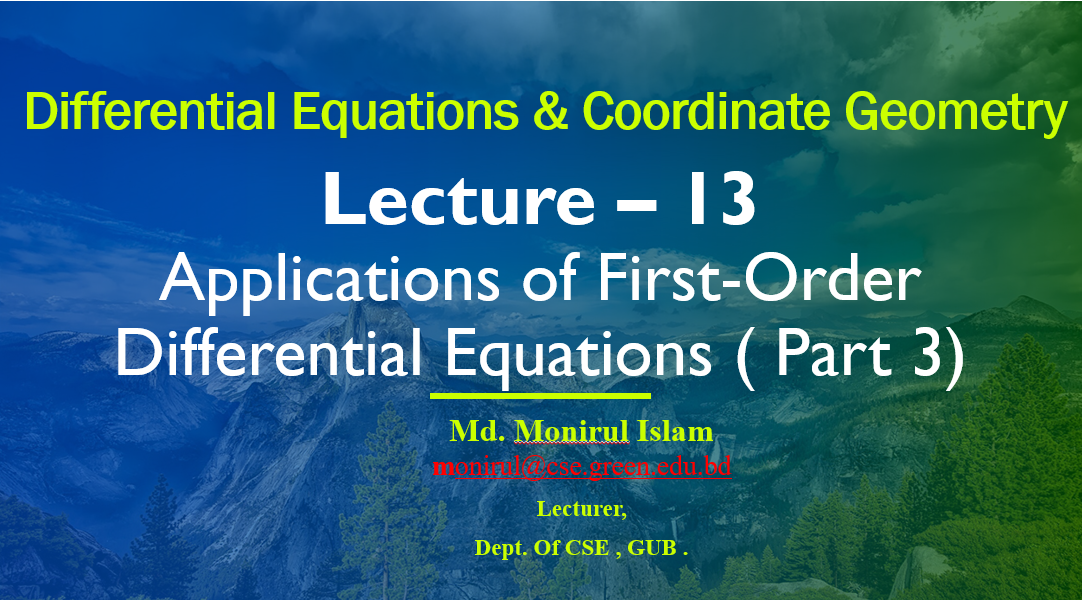 Differential Equations & Coordinate Geometry
Lecture – 13
Applications of First-Order
Differential Equations ( Part 3)
Md. Monirul Islam
monirul@cse.green.edu.bd
Lecturer,
Dept. Of CSE , GUB .